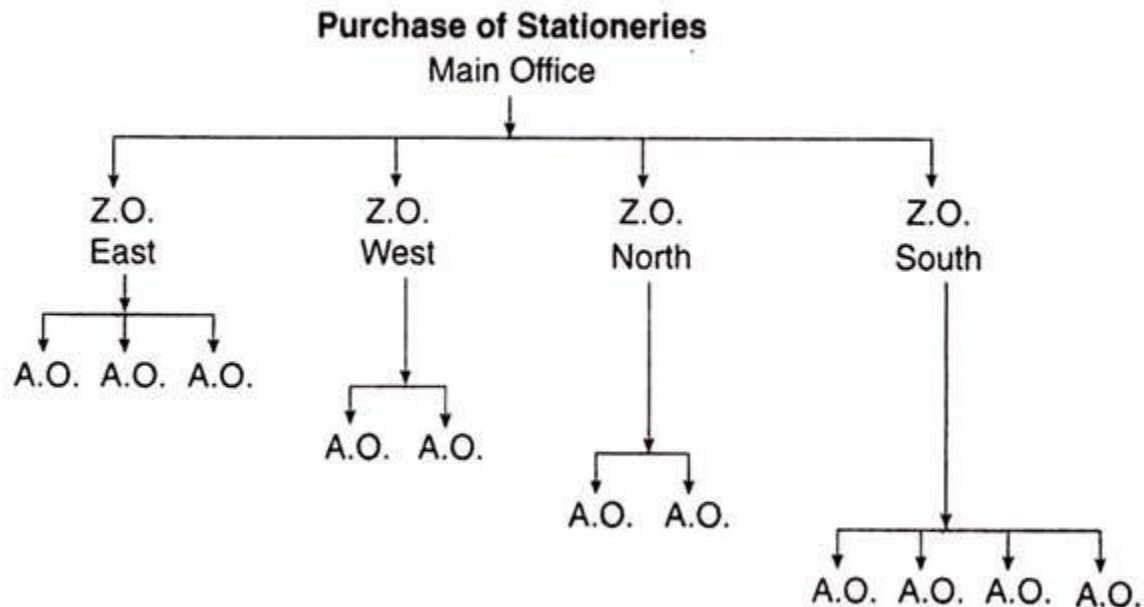 Purchase of Stationeries
Main Office
Z.O. Z.O. Z.O. Z.O.
East West North South
A.O. A.O. A.O.
A.O. A.O.
A.O. A.O.
A.O. A.O. A.O. A.O.